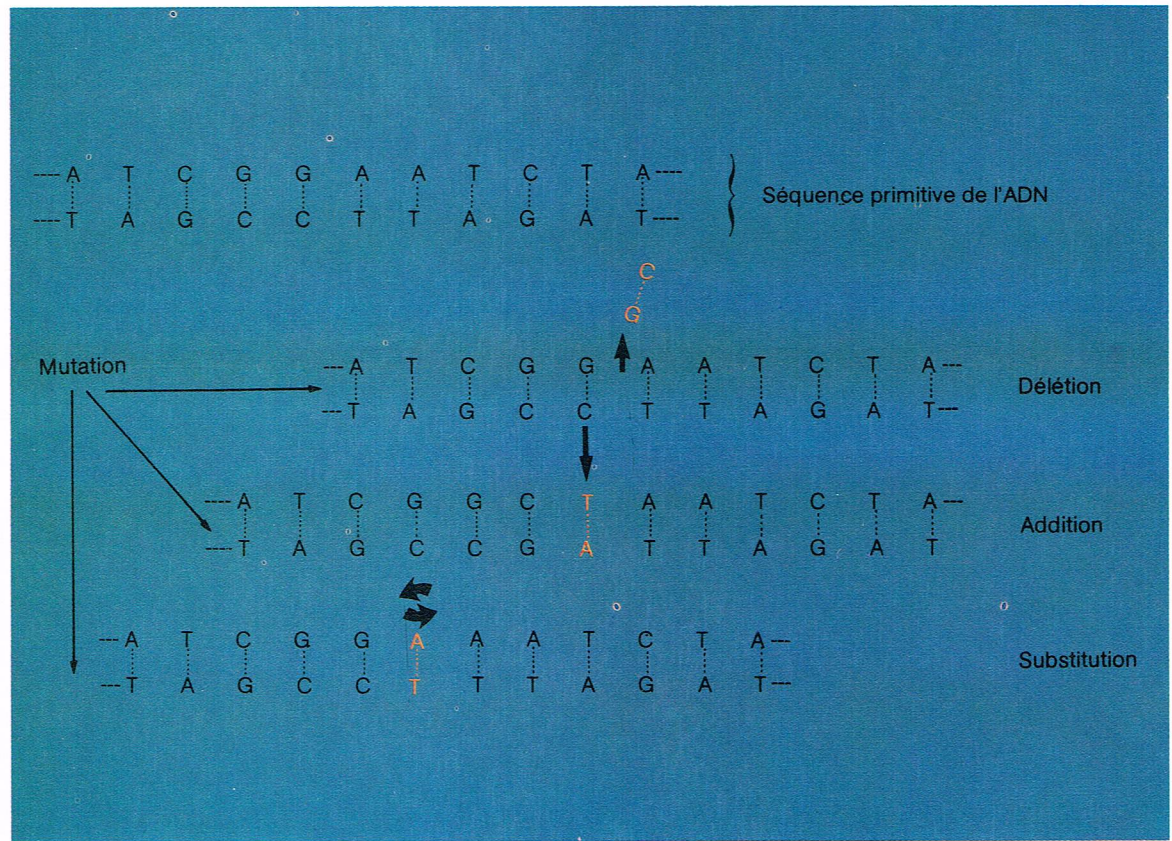 ----A T C G G A A T C T A----
----T A G C C T T A G A T----
Séquence primitive de l'ADN
C
G
Mutation
---A T C G G A A T C T A---
---T A G C C T T A G A T---
Délétion
----A T C G G C T A A T C T A---
----T A G C C G A T T A G A T
Addition
---A T C G G A A A T C T A---
---T A G C C T T T A G A T---
Substitution